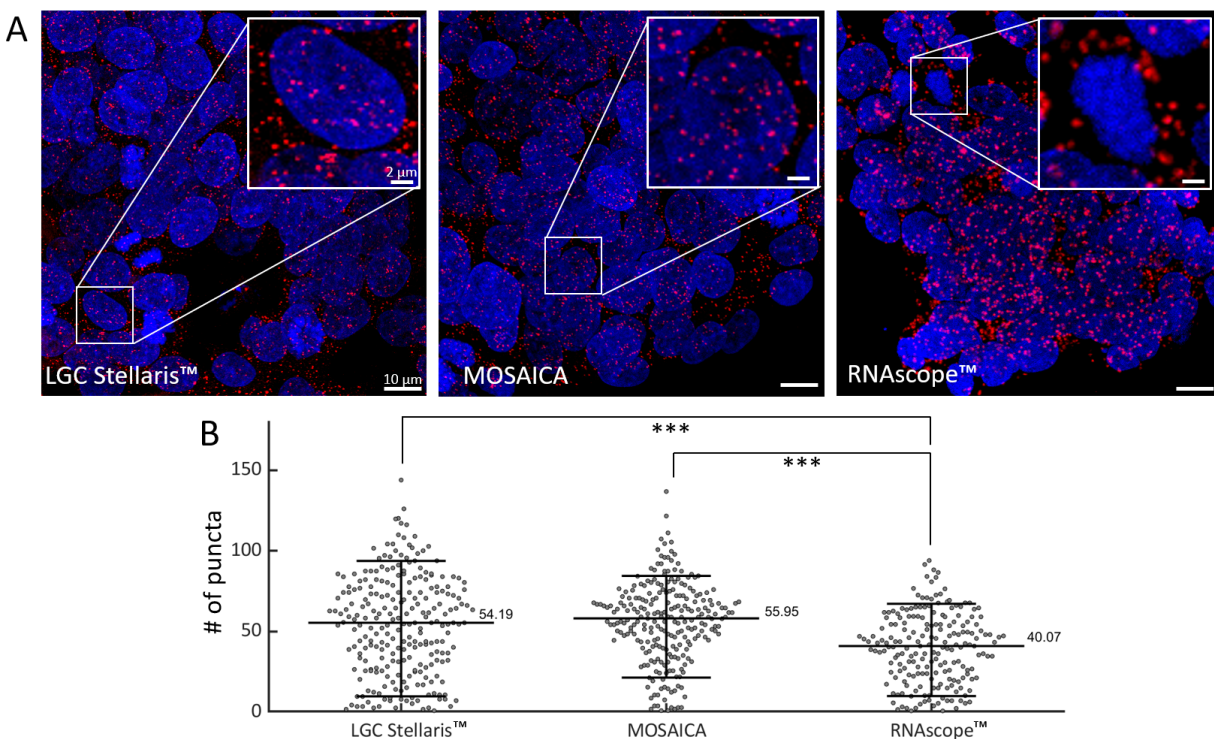 A
2 µm
LGC Stellaris™
10 µm
MOSAICA
RNAscope™
B
***
***
# of puncta
150
100
50
0
54.19
55.95
40.07
LGC Stellaris™
MOSAICA
RNAscope™